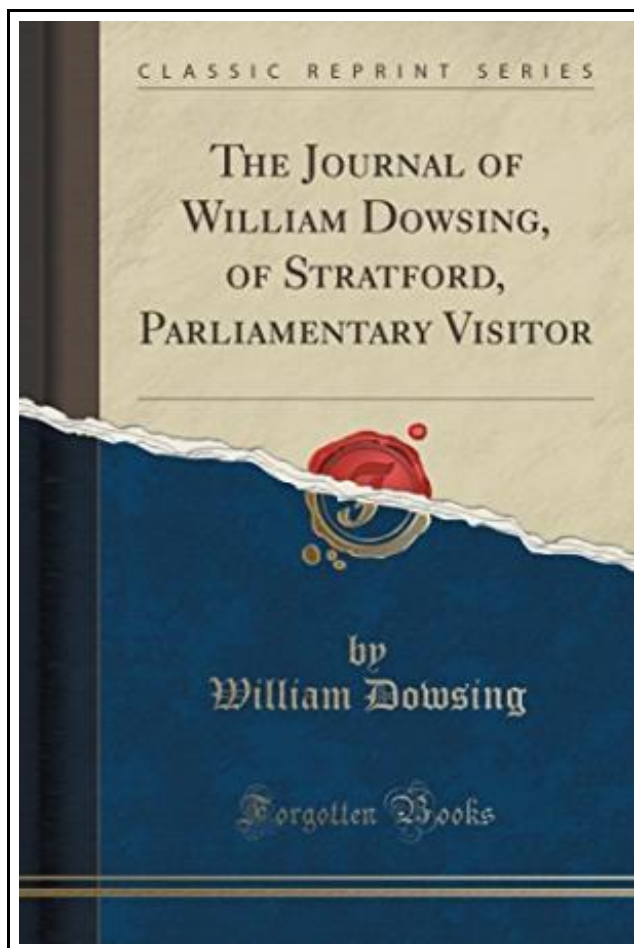 CLASSIC REPRINT SERIES
THE JOURNAL OF
WILLIAM DOWSING,
OF STRATFORD,
PARLIAMENTARY VISITOR
by
William Dowsing
Forgotten Books